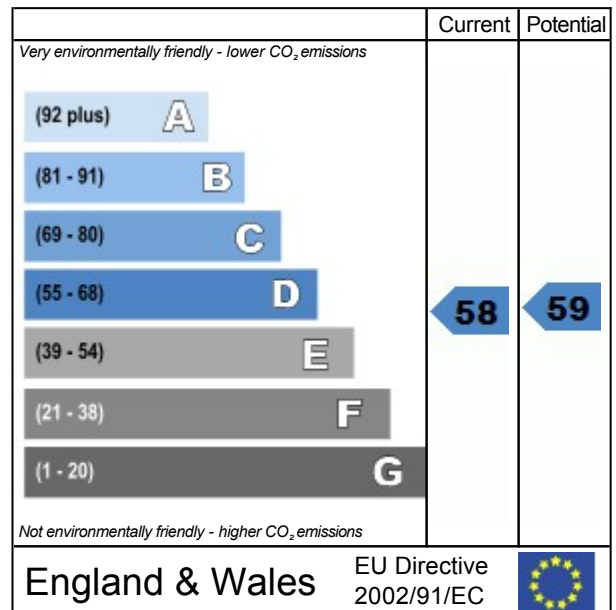 Current Potential
Very environmentally friendly - lower CO₂ emissions
(92 plus) A
(81 - 91) B
(69 - 80) C
(55 - 68) D
58 59
(39 - 54) E
(21 - 38) F
(1 - 20) G
Not environmentally friendly - higher CO₂ emissions
England & Wales
EU Directive
2002/91/EC